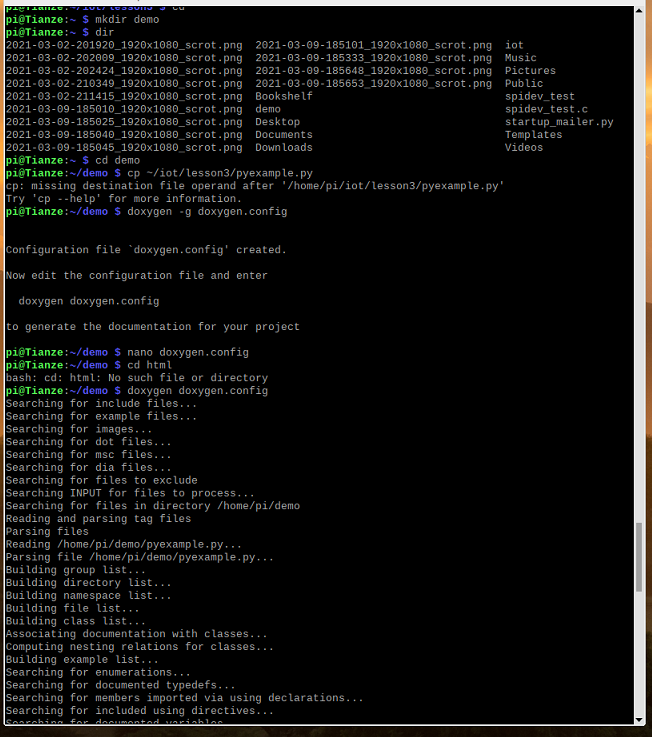 pi@Tianze:~/iot/lesson3 $ cd
pi@Tianze:~ $ mkdir demo
pi@Tianze:~ $ dir
2021-03-02-201920_1920x1080_scrot.png  2021-03-09-185101_1920x1080_scrot.png  iot
2021-03-02-202009_1920x1080_scrot.png  2021-03-09-185333_1920x1080_scrot.png  Music
2021-03-02-202424_1920x1080_scrot.png  2021-03-09-185648_1920x1080_scrot.png  Pictures
2021-03-02-210349_1920x1080_scrot.png  2021-03-09-185653_1920x1080_scrot.png  Public
2021-03-02-211415_1920x1080_scrot.png  Bookshelf                              spidev_test
2021-03-09-185010_1920x1080_scrot.png  demo                                   spidev_test.c
2021-03-09-185025_1920x1080_scrot.png  Desktop                                startup_mailer.py
2021-03-09-185040_1920x1080_scrot.png  Documents                              Templates
2021-03-09-185045_1920x1080_scrot.png  Downloads                              Videos
pi@Tianze:~ $ cd demo
pi@Tianze:~/demo $ cp ~/iot/lesson3/pyexample.py
cp: missing destination file operand after '/home/pi/iot/lesson3/pyexample.py'
Try 'cp --help' for more information.
pi@Tianze:~/demo $ doxygen -g doxygen.config
Configuration file `doxygen.config' created.
Now edit the configuration file and enter
doxygen doxygen.config
to generate the documentation for your project
pi@Tianze:~/demo $ nano doxygen.config
pi@Tianze:~/demo $ cd html
bash: cd: html: No such file or directory
pi@Tianze:~/demo $ doxygen doxygen.config
Searching for include files...
Searching for example files...
Searching for images...
Searching for dot files...
Searching for msc files...
Searching for dia files...
Searching for files to exclude
Searching INPUT for files to process...
Searching for files in directory /home/pi/demo
Reading and parsing tag files
Parsing files
Reading /home/pi/demo/pyexample.py...
Parsing file /home/pi/demo/pyexample.py...
Building group list...
Building directory list...
Building namespace list...
Building file list...
Building class list...
Associating documentation with classes...
Computing nesting relations for classes...
Building example list...
Searching for enumerations...
Searching for documented typedefs...
Searching for members imported via using declarations...
Searching for included using directives...
Searching for documented variables...